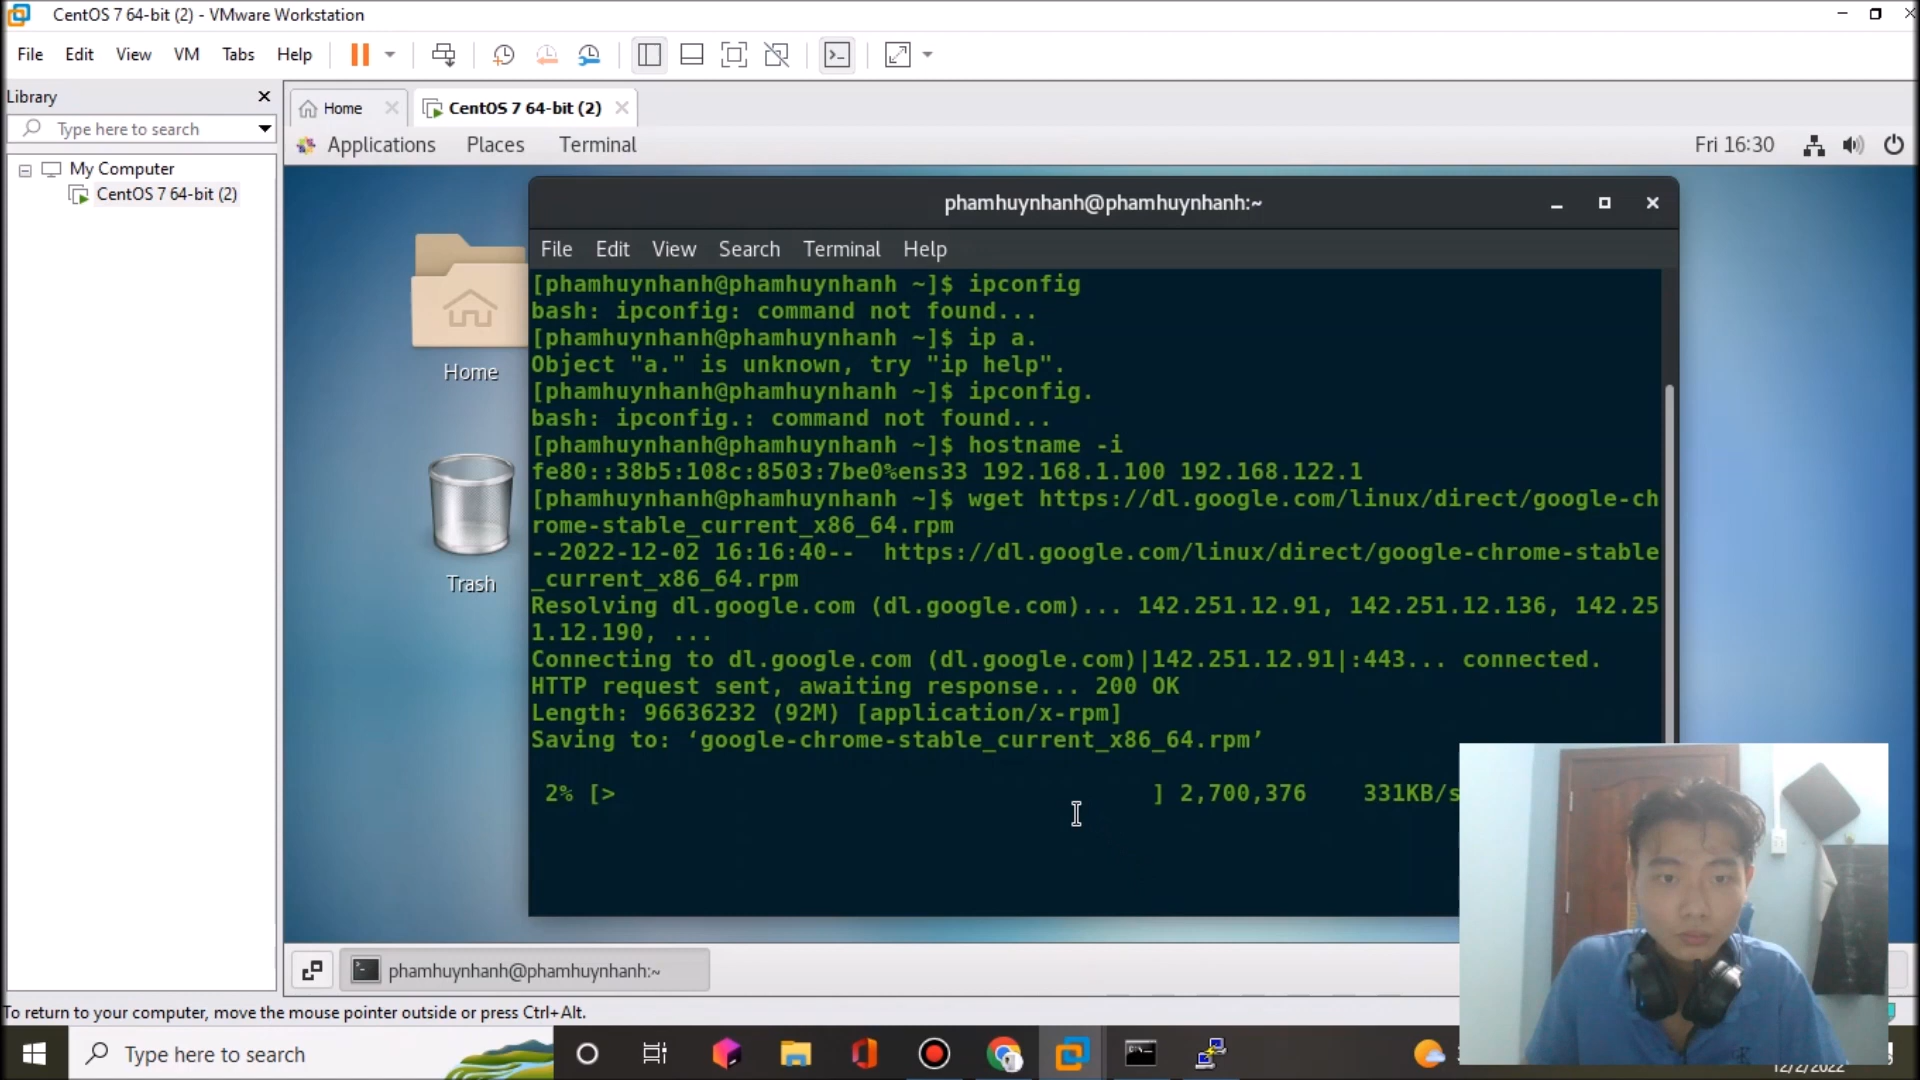 CentOS 7 64-bit (2) - VMware Workstation
File Edit View VM Tabs Help
Library
Type here to search
My Computer
CentOS 7 64-bit (2)
Home
CentOS 7 64-bit (2)
Applications Places Terminal
Fri 16:30
Home
Trash
phamhuynhanh@phamhuynhanh:~
File Edit View Search Terminal Help
[phamhuynhanh@phamhuynhanh ~]$ ipconfig
bash: ipconfig: command not found...
[phamhuynhanh@phamhuynhanh ~]$ ip a.
Object "a." is unknown, try "ip help".
[phamhuynhanh@phamhuynhanh ~]$ ipconfig.
bash: ipconfig.: command not found...
[phamhuynhanh@phamhuynhanh ~]$ hostname -i
fe80::38b5:108c:8503:7be0%ens33 192.168.1.100 192.168.122.1
[phamhuynhanh@phamhuynhanh ~]$ wget https://dl.google.com/linux/direct/google-ch
rome-stable_current_x86_64.rpm
--2022-12-02 16:16:40--  https://dl.google.com/linux/direct/google-chrome-stable
_current_x86_64.rpm
Resolving dl.google.com (dl.google.com)... 142.251.12.91, 142.251.12.136, 142.25
1.12.190, ...
Connecting to dl.google.com (dl.google.com)|142.251.12.91|:443... connected.
HTTP request sent, awaiting response... 200 OK
Length: 96636232 (92M) [application/x-rpm]
Saving to: ‘google-chrome-stable_current_x86_64.rpm’
2% [> ] 2,700,376 331KB/s
phamhuynhanh@phamhuynhanh:~
To return to your computer, move the mouse pointer outside or press Ctrl+Alt.
Type here to search
12/2/2022